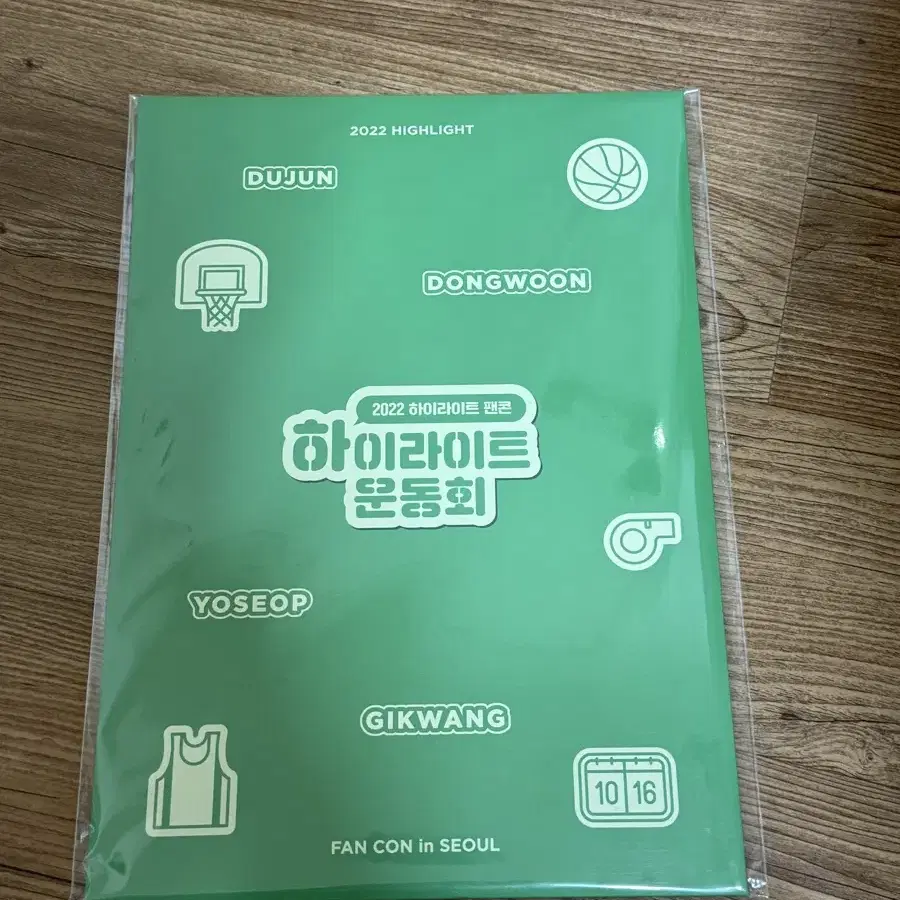 2022 HIGHLIGHT
DUJUN
DONGWOON
2022 하이라이트 팬콘
하이라이트
운동회
YOSEOP
GIKWANG
10 16
FAN CON in SEOUL